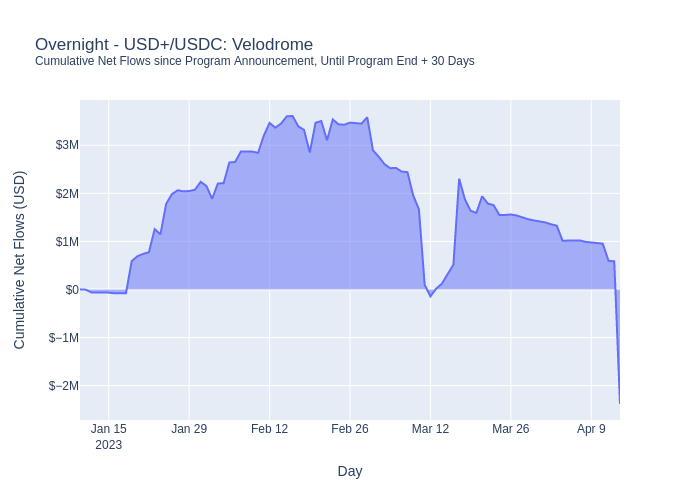 Overnight - USD+/USDC: Velodrome
Cumulative Net Flows since Program Announcement, Until Program End + 30 Days
Cumulative Net Flows (USD)
$3M
$2M
$1M
$0
$−1M
$−2M
Jan 15
2023
Jan 29
Feb 12
Feb 26
Mar 12
Mar 26
Apr 9
Day